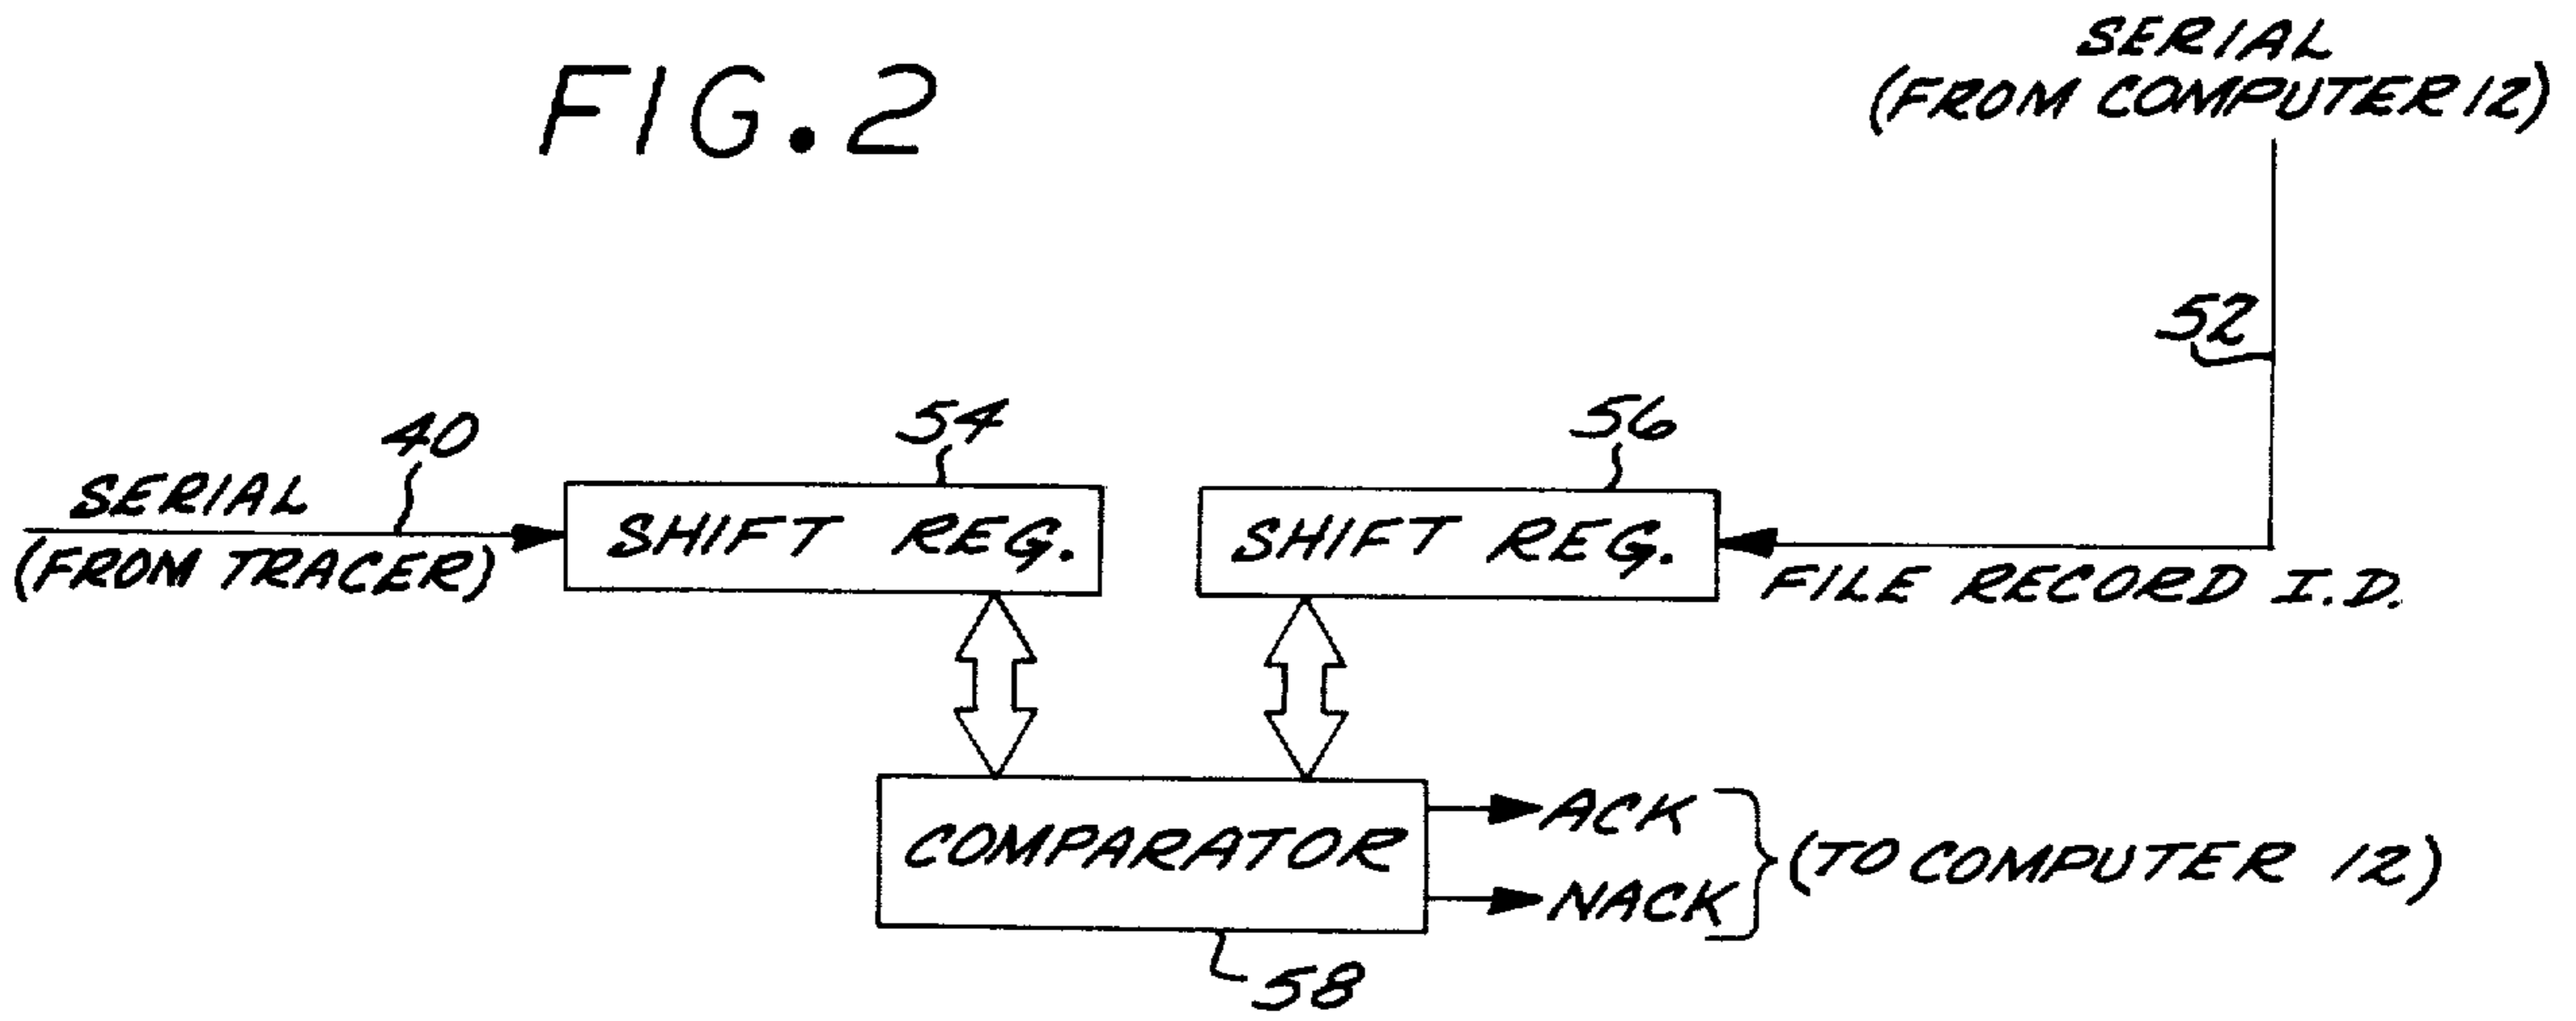 FIG. 2
SERIAL
(FROM COMPUTER 12)
52
40
54
56
SERIAL
(FROM TRACER)
SHIFT REG.
SHIFT REG.
FILE RECORD I.D.
COMPARATOR
ACK
NACK
(TO COMPUTER 12)
58